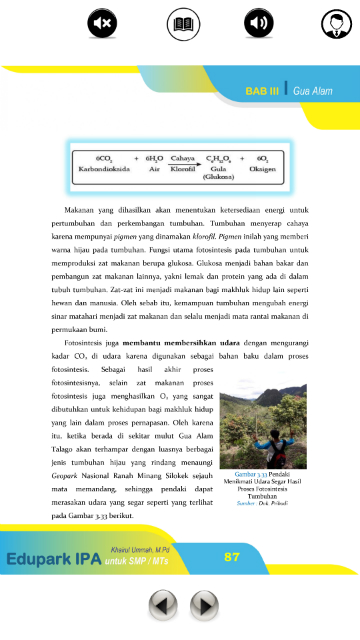 BAB III Gua Alam
6CO₂ + 6H₂O Cahaya C₆H₁₂O₆ + 6O₂
Karbondioksida Air Klorofil Gula Oksigen
(Glukosa)
Makanan yang dihasilkan akan menentukan ketersediaan energi untuk
pertumbuhan dan perkembangan tumbuhan. Tumbuhan menyerap cahaya
karena mempunyai pigmen yang dinamakan klorofil. Pigmen inilah yang memberi
warna hijau pada tumbuhan. Fungsi utama fotosintesis pada tumbuhan untuk
memproduksi zat makanan berupa glukosa. Glukosa menjadi bahan bakar dan
pembangun zat makanan lainnya, yakni lemak dan protein yang ada di dalam
tubuh tumbuhan. Zat-zat ini menjadi makanan bagi makhluk hidup lain seperti
hewan dan manusia. Oleh sebab itu, kemampuan tumbuhan mengubah energi
sinar matahari menjadi zat makanan dan selalu menjadi mata rantai makanan di
permukaan bumi.
Fotosintesis juga membantu membersihkan udara dengan mengurangi
kadar CO₂ di udara karena digunakan sebagai bahan baku dalam proses
fotosintesis. Sebagai hasil akhir proses
fotosintesisnya, selain zat makanan proses
fotosintesis juga menghasilkan O₂ yang sangat
dibutuhkan untuk kehidupan bagi makhluk hidup
yang lain dalam proses pernapasan. Oleh karena
itu, ketika berada di sekitar mulut Gua Alam
Talago akan terhampar dengan luasnya berbagai
jenis tumbuhan hijau yang rindang menaungi
Geopark Nasional Ranah Minang Silokek sejauh
mata memandang, sehingga pendaki dapat
merasakan udara yang segar seperti yang terlihat
pada Gambar 3.33 berikut.
Gambar 3.33 Pendaki
Menikmati Udara Segar Hasil
Proses Fotosintesis
Tumbuhan
Sumber : Dok. Pribadi
Khairul Ummah, M.Pd
Edupark IPA untuk SMP / MTs
87